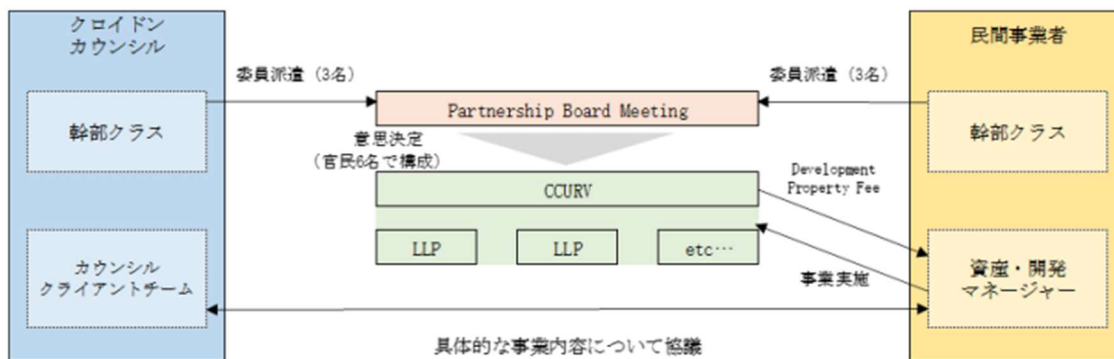 クロイドン
カウンシル
民間事業者
委員派遣（3名）
委員派遣（3名）
幹部クラス
Partnership Board Meeting
幹部クラス
意思決定
（官民6名で構成）
CCURV
Development
Property Fee
LLP
LLP
etc…
カウンシル
クライアントチーム
事業実施
資産・開発
マネージャー
具体的な事業内容について協議